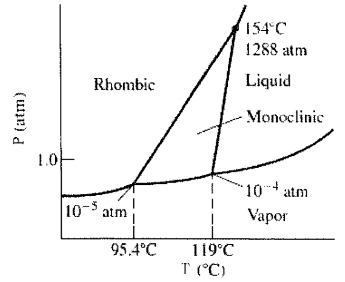 154°C
1288 atm
Rhombic
Liquid
Monoclinic
P (atm)
1.0
10⁻⁴ atm
10⁻⁵ atm
Vapor
95.4°C
119°C
T (°C)